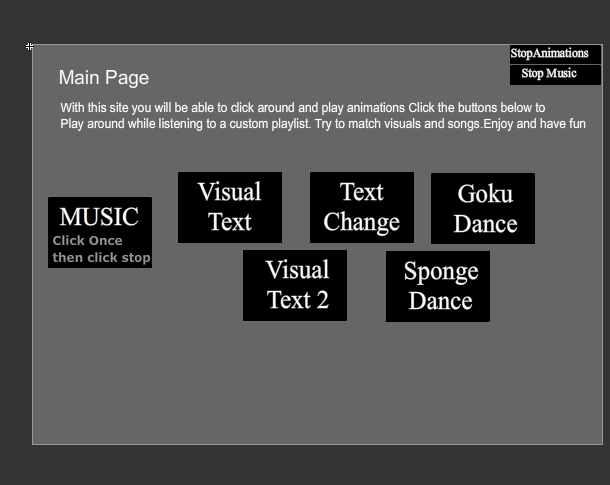 StopAnimations
Stop Music
Main Page
With this site you will be able to click around and play animations Click the buttons below to
Play around while listening to a custom playlist. Try to match visuals and songs.Enjoy and have fun
MUSIC
Click Once
then click stop
Visual
Text
Text
Change
Goku
Dance
Visual
Text 2
Sponge
Dance